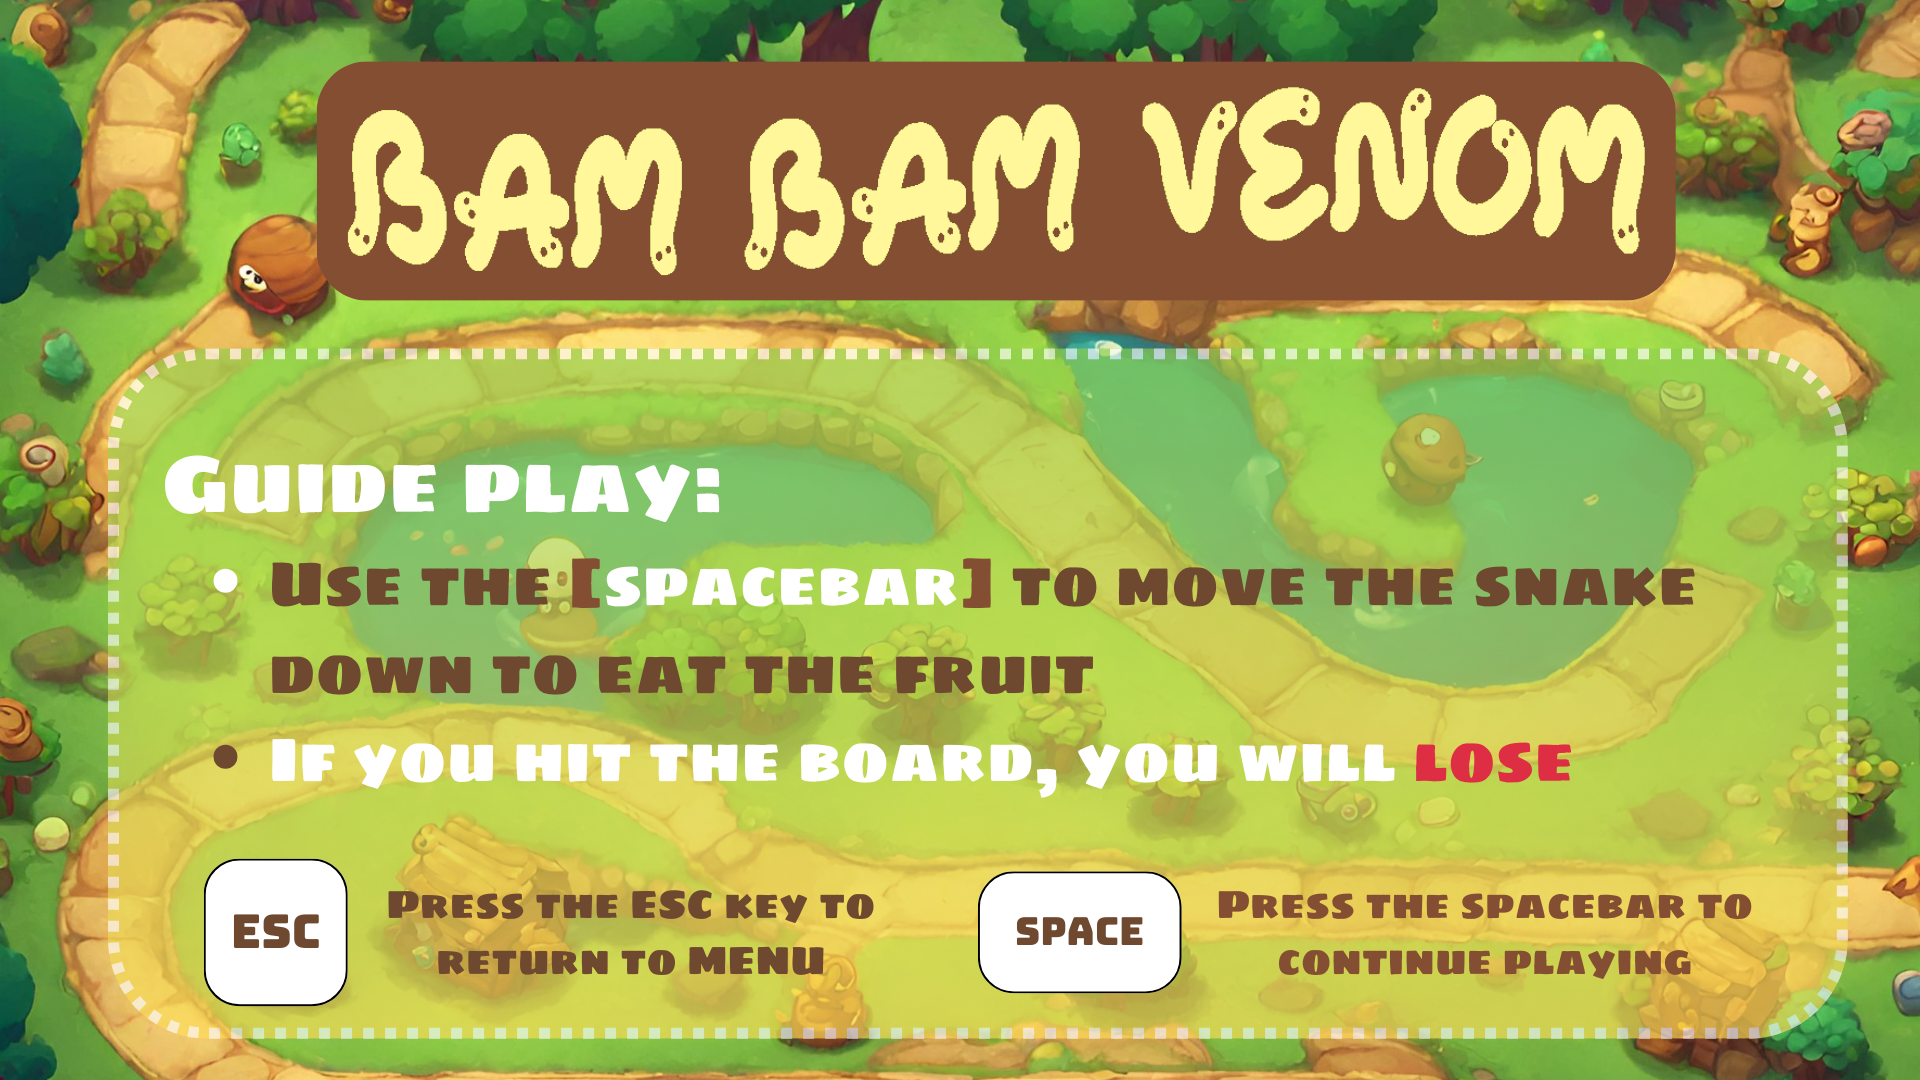 BAM BAM VENOM
Guide play:
• Use the [spacebar] to move the snake
down to eat the fruit
• If you hit the board, you will lose
ESC
Press the ESC key to
return to MENU
SPACE
Press the spacebar to
continue playing